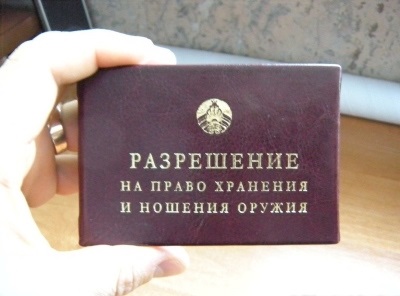 РАЗРЕШЕНИЕ
НА ПРАВО ХРАНЕНИЯ
И НОШЕНИЯ ОРУЖИЯ